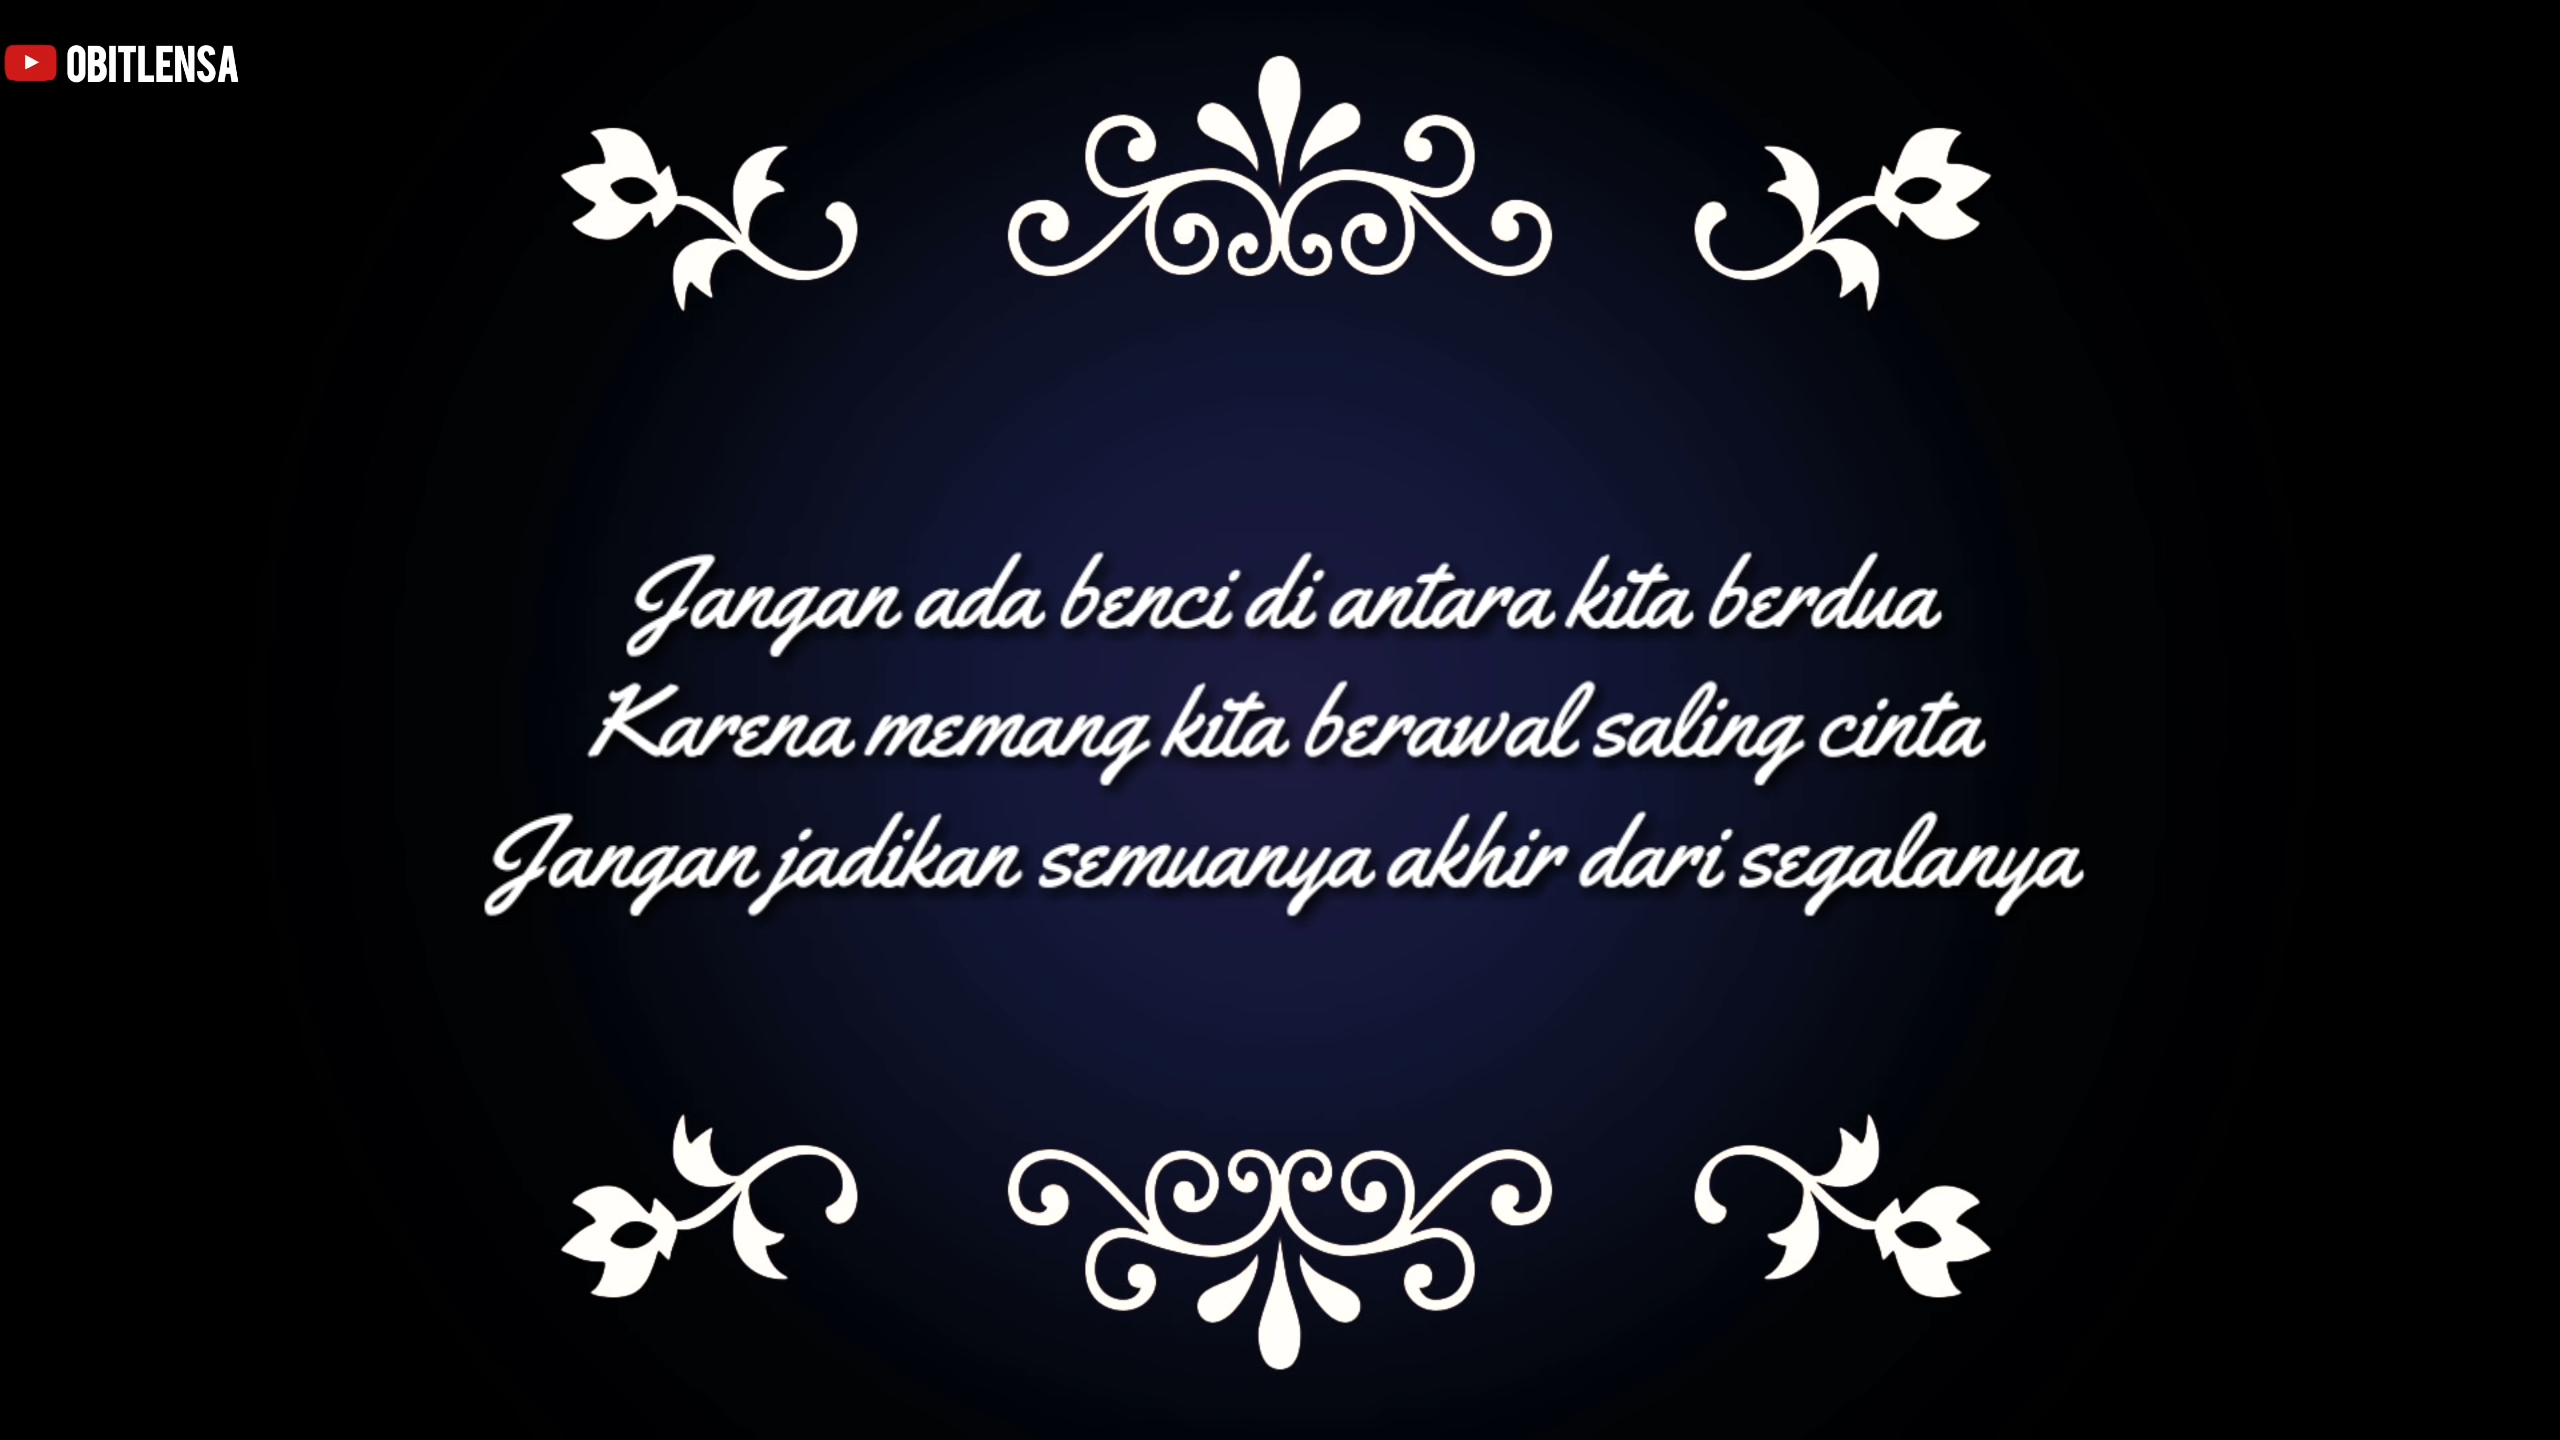 OBITLENSA
Jangan ada benci di antara kita berdua
Karena memang kita berawal saling cinta
Jangan jadikan semuanya akhir dari segalanya